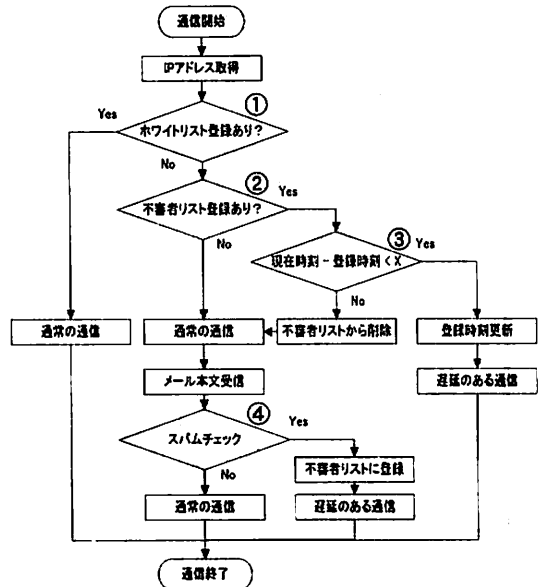 通信開始
IPアドレス取得
①
Yes
ホワイトリスト登録あり？
No
②
Yes
不審者リスト登録あり？
③
Yes
No
現在時刻 - 登録時刻 < X
No
通常の通信
通常の通信
不審者リストから削除
登録時刻更新
メール本文受信
遅延のある通信
④
Yes
スパムチェック
No
不審者リストに登録
通常の通信
遅延のある通信
通信終了